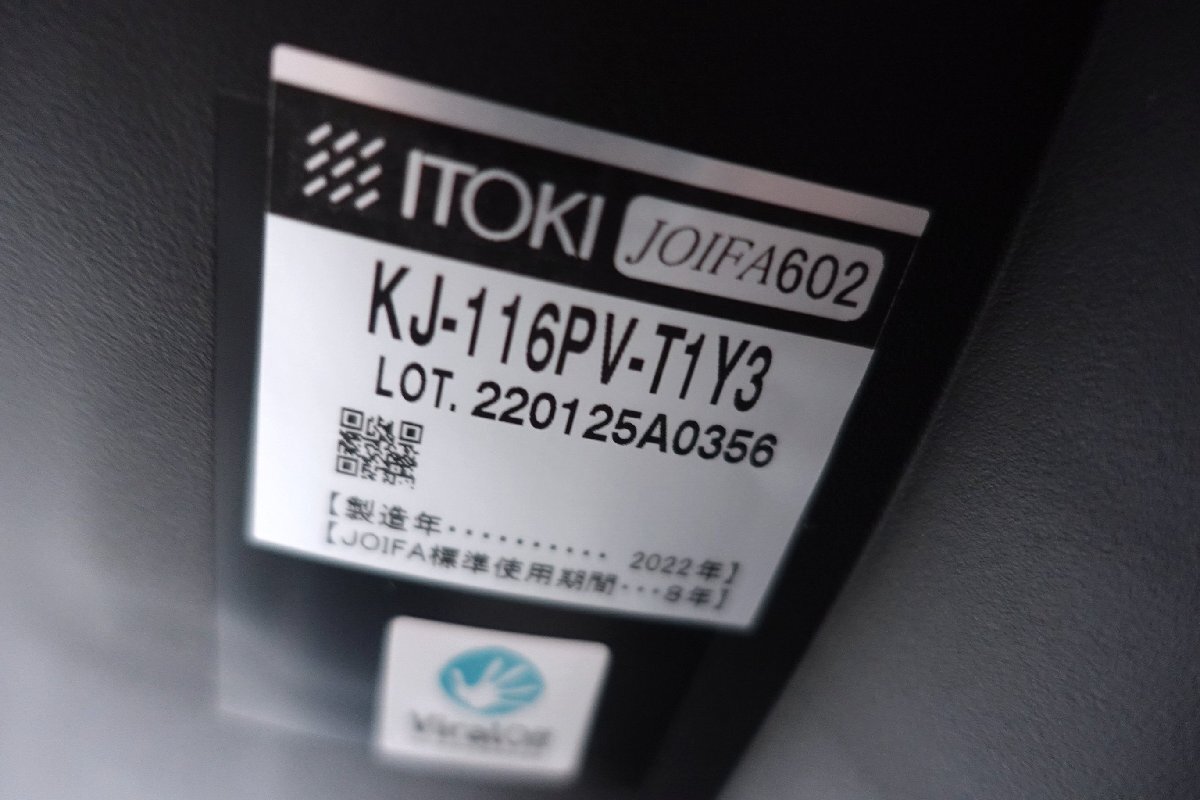 ITOKI JOIFA602
KJ-116PV-T1Y3
LOT. 220125A0356
【製造年・・・・・・・・・・ 2022年】
【JOIFA標準使用期間・・・8年】